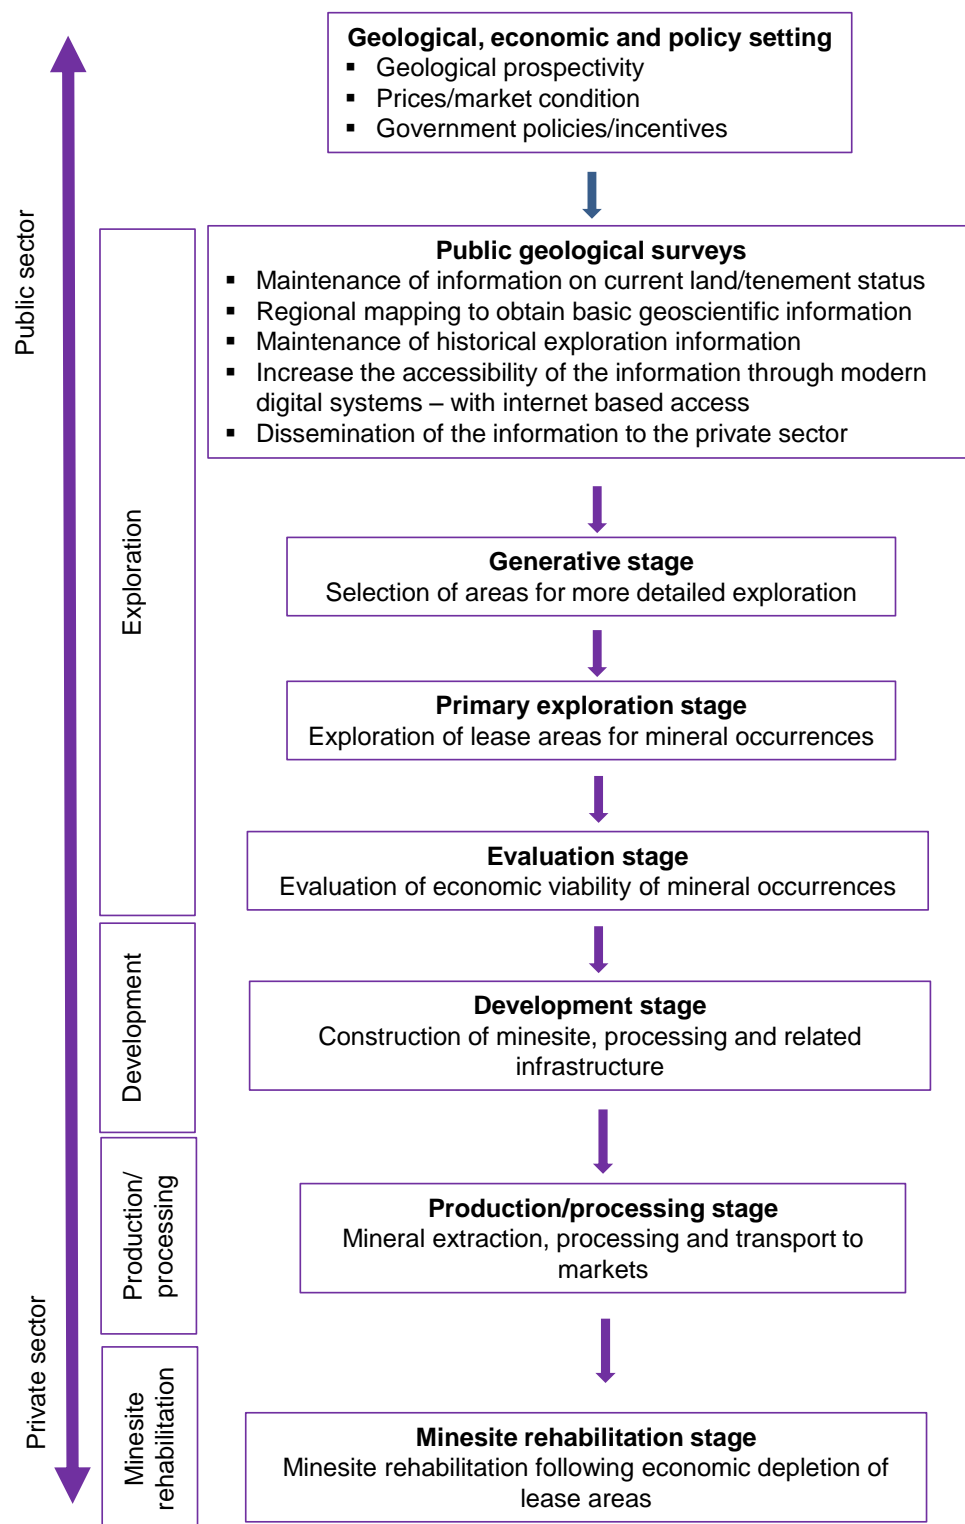 Geological, economic and policy setting
▪ Geological prospectivity
▪ Prices/market condition
▪ Government policies/incentives
Public sector
Exploration
Public geological surveys
▪ Maintenance of information on current land/tenement status
▪ Regional mapping to obtain basic geoscientific information
▪ Maintenance of historical exploration information
▪ Increase the accessibility of the information through modern
digital systems – with internet based access
▪ Dissemination of the information to the private sector
Generative stage
Selection of areas for more detailed exploration
Primary exploration stage
Exploration of lease areas for mineral occurrences
Evaluation stage
Evaluation of economic viability of mineral occurrences
Development
Development stage
Construction of minesite, processing and related
infrastructure
Production/
processing
Production/processing stage
Mineral extraction, processing and transport to
markets
Private sector
Minesite
rehabilitation
Minesite rehabilitation stage
Minesite rehabilitation following economic depletion of
lease areas